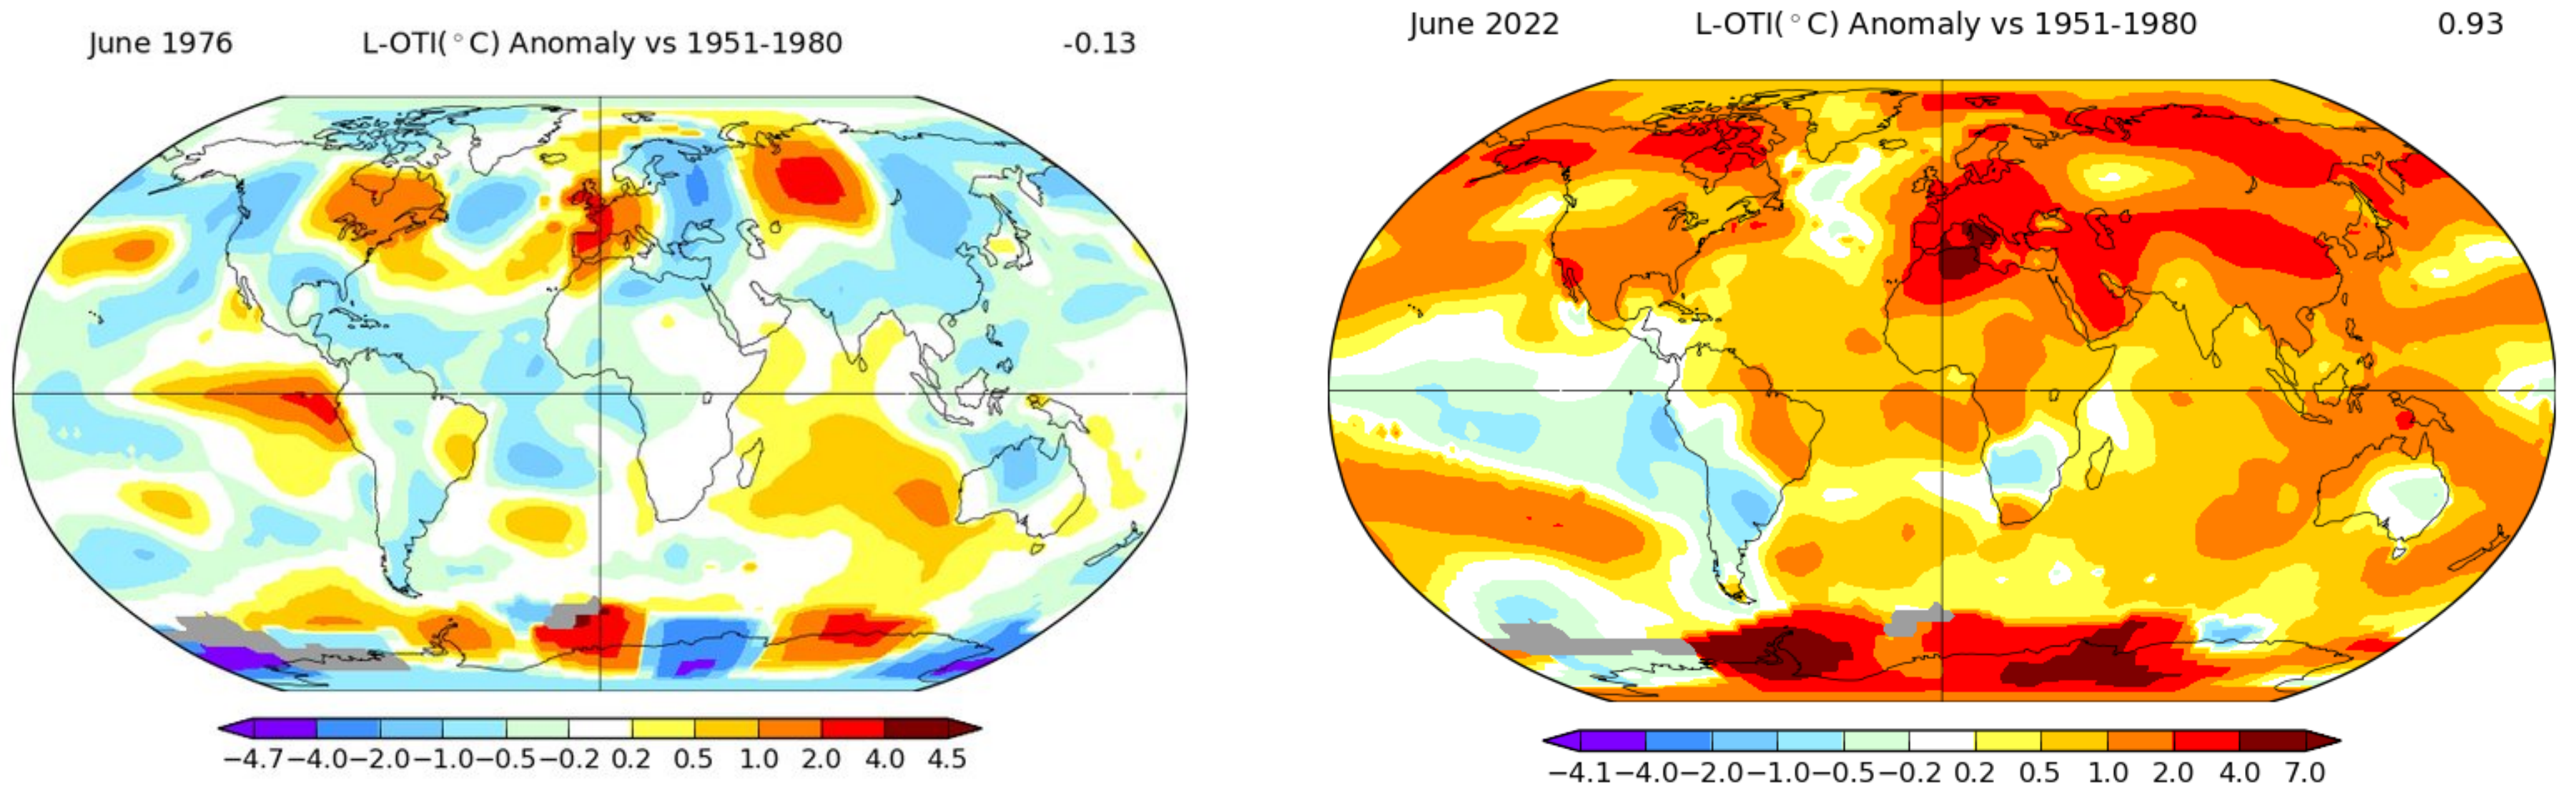 June 1976 L-OTI(°C) Anomaly vs 1951-1980 -0.13
−4.7−4.0−2.0−1.0−0.5−0.2 0.2 0.5 1.0 2.0 4.0 4.5
June 2022 L-OTI(°C) Anomaly vs 1951-1980 0.93
−4.1−4.0−2.0−1.0−0.5−0.2 0.2 0.5 1.0 2.0 4.0 7.0